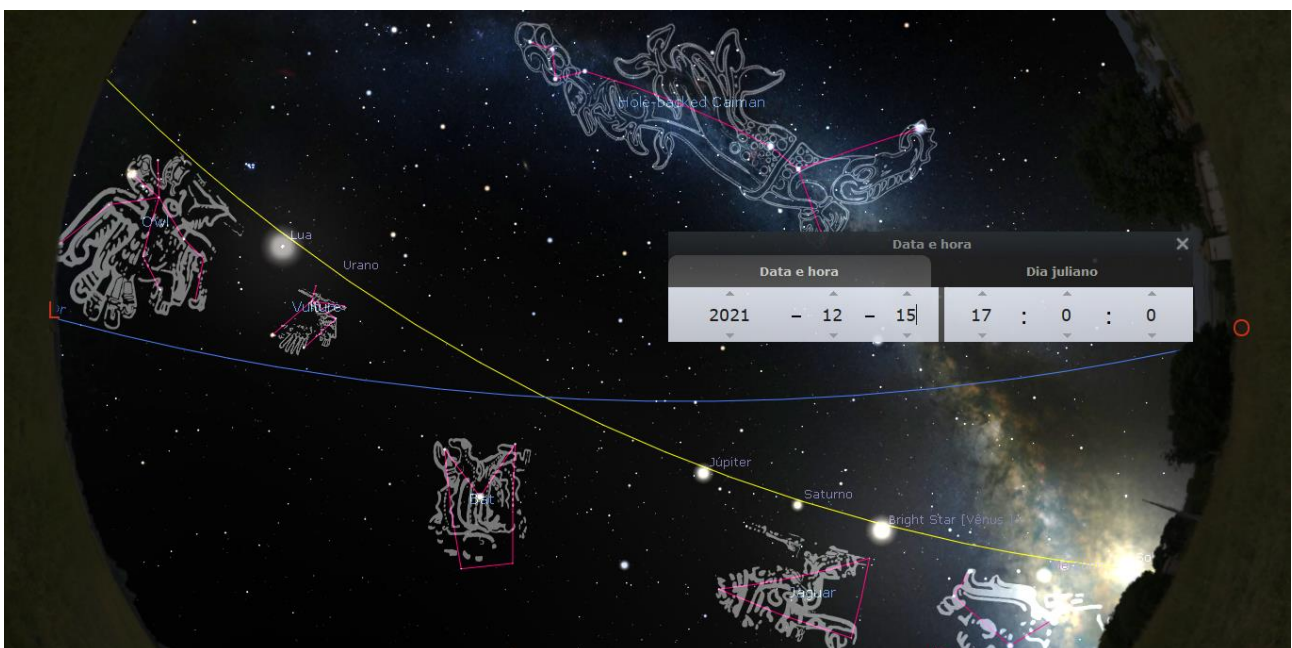 Hole-backed Caiman
Owl
Lua
Urano
Vulture
L
O
Data e hora
Data e hora
Dia juliano
2021 - 12 - 15
17 : 0 : 0
Bat
Júpiter
Saturno
Bright Star [Vênus]
Jaguar